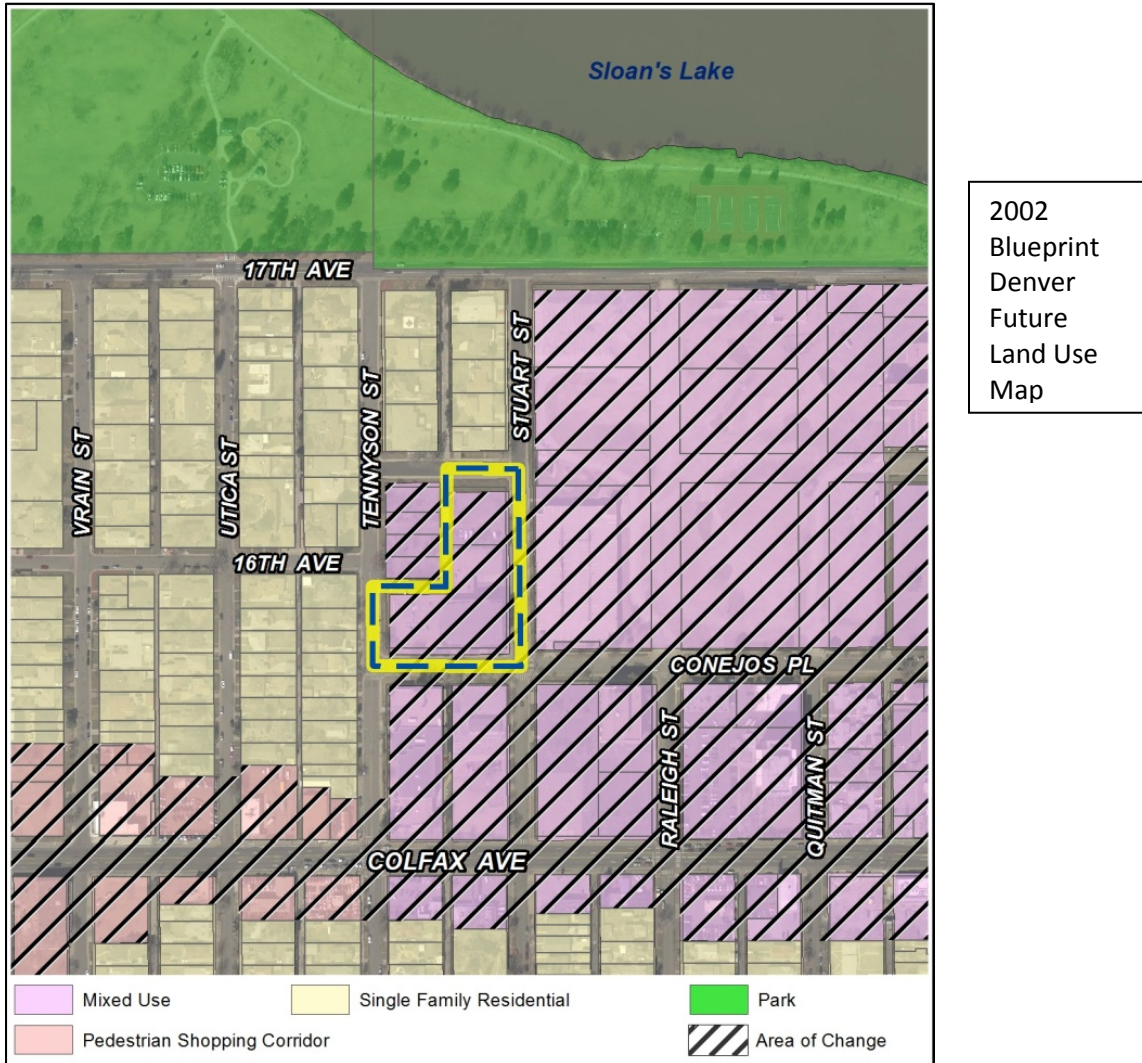 Sloan's Lake
2002
Blueprint
Denver
Future
Land Use
Map
17TH AVE
VRAIN ST
UTICA ST
TENNYSON ST
STUART ST
16TH AVE
CONEJOS PL
RALEIGH ST
QUITMAN ST
COLFAX AVE
Mixed Use
Single Family Residential
Park
Pedestrian Shopping Corridor
Area of Change